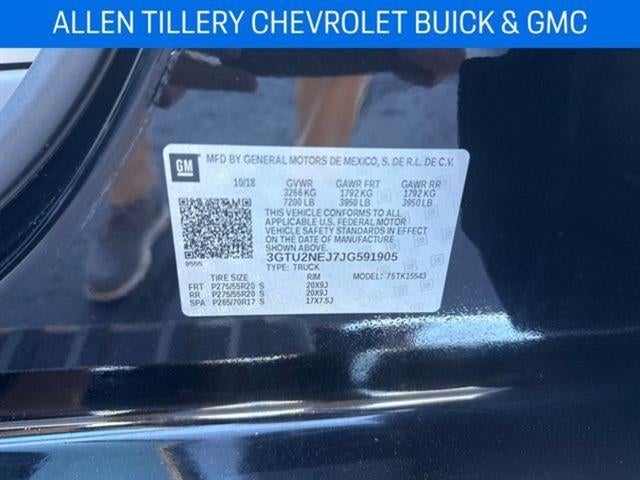 ALLEN TILLERY CHEVROLET BUICK & GMC
GM MFD BY GENERAL MOTORS DE MEXICO, S. DE R.L. DE C.V.
10/18 GVWR GAWR FRT GAWR RR
3266 KG 1792 KG 1792 KG
7200 LB 3950 LB 3950 LB
THIS VEHICLE CONFORMS TO ALL
APPLICABLE U.S. FEDERAL MOTOR
VEHICLE SAFETY STANDARDS IN EFFECT
ON THE DATE OF MANUFACTURE
SHOWN ABOVE.
3GTU2NEJ7JG591905
TYPE: TRUCK MODEL: 75TK15543
8555
TIRE SIZE RIM
FRT P275/55R20 S 20X9J
RR P275/55R20 S 20X9J
SPA P265/70R17 S 17X7.5J